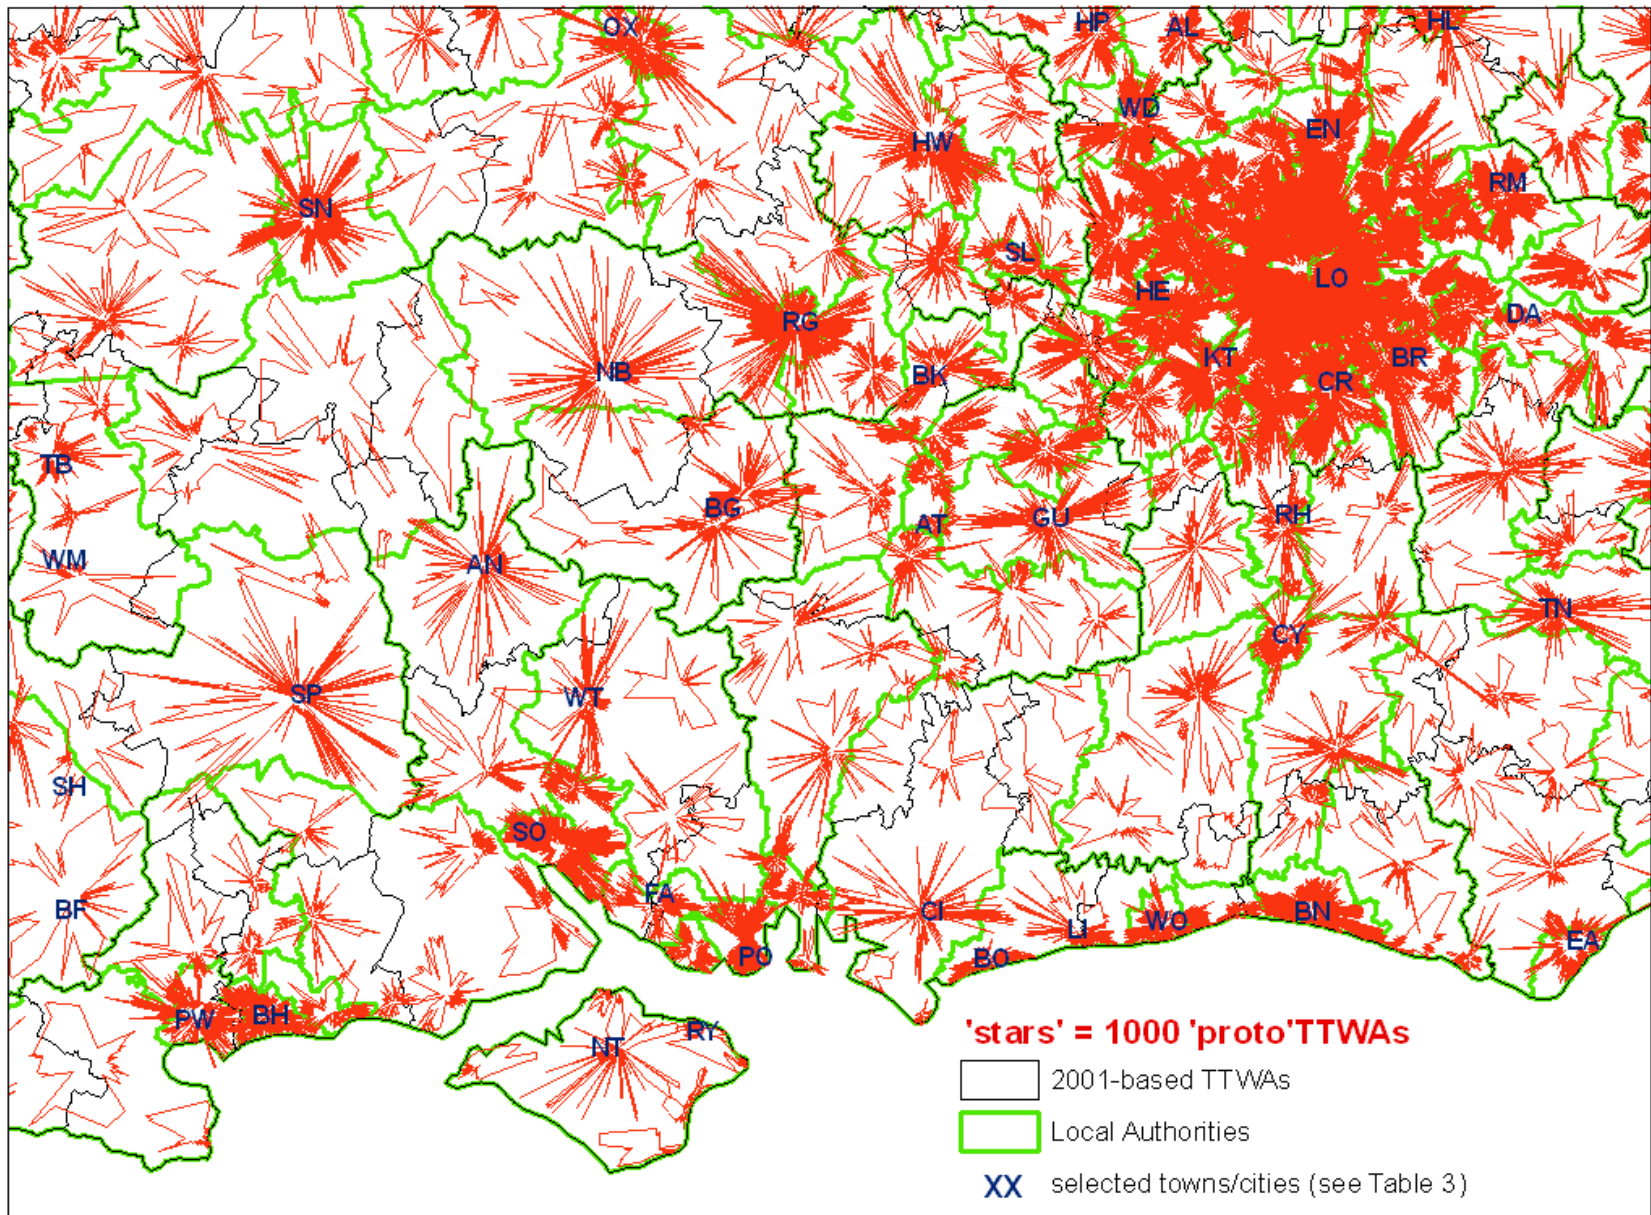 OX
HP
AL
HL
WD
EN
HW
RM
SN
SL
LO
HE
DA
RG
KT
BR
NB
BK
CR
TB
BG
AT
GU
RH
WM
AN
TN
CY
SP
WT
SH
SO
FA
BF
CI
LI
WO
BN
PO
BO
EA
PW
BH
NT
RY
'stars' = 1000 'proto'TTWAs
2001-based TTWAs
Local Authorities
XX selected towns/cities (see Table 3)